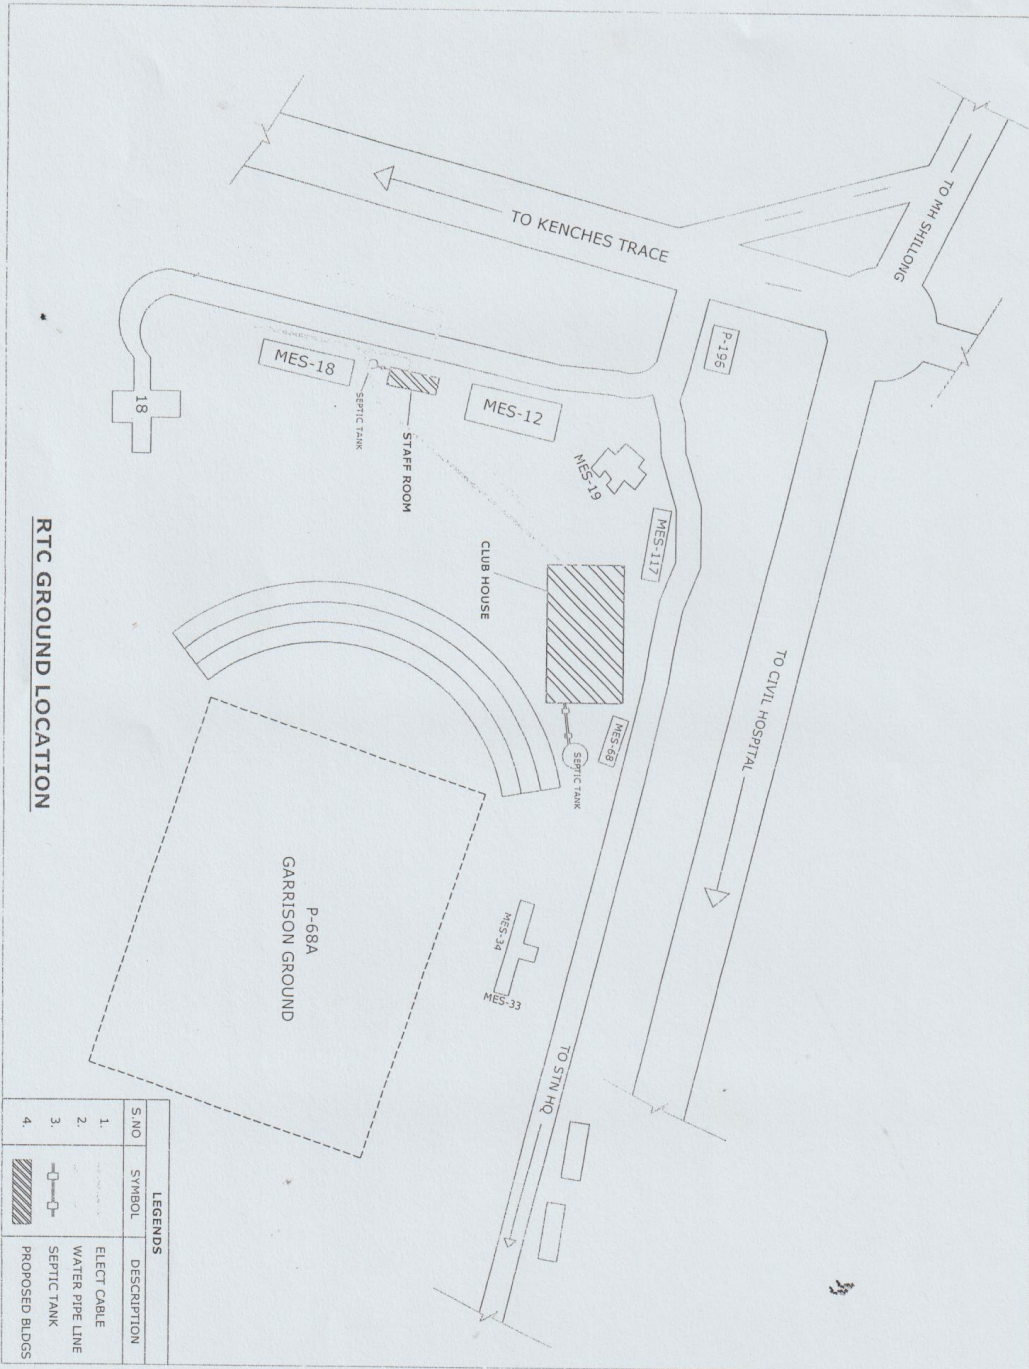 TO MH SHILLONG
TO KENCHES TRACE
P-196
MES-18
SEPTIC TANK
MES-12
18
STAFF ROOM
MES-19
MES-117
CLUB HOUSE
TO CIVIL HOSPITAL
MES-68
SEPTIC TANK
P-68A
GARRISON GROUND
MES-34
MES-33
TO STN HQ
RTC GROUND LOCATION
LEGENDS
S.NO SYMBOL DESCRIPTION
1. ELECT CABLE
2. WATER PIPE LINE
3. SEPTIC TANK
4. PROPOSED BLDGS